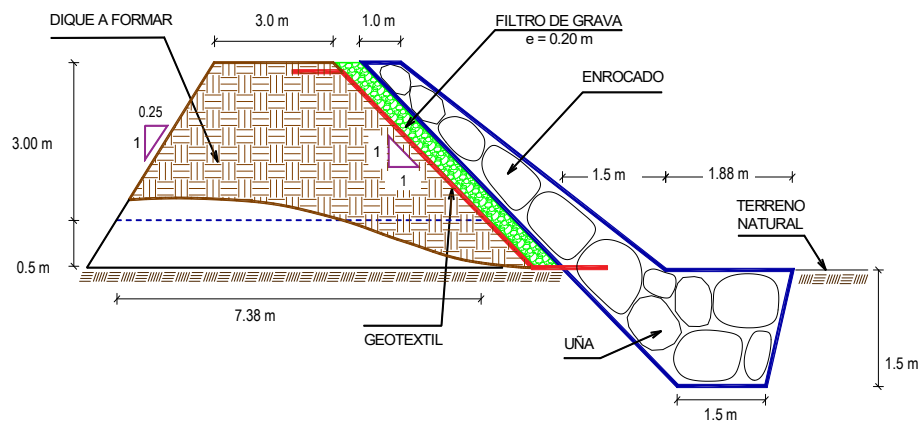 DIQUE A FORMAR
3.0 m
1.0 m
FILTRO DE GRAVA
e = 0.20 m
ENROCADO
0.25
1
3.00 m
1
1
1.5 m
1.88 m
TERRENO
NATURAL
0.5 m
7.38 m
GEOTEXTIL
UÑA
1.5 m
1.5 m